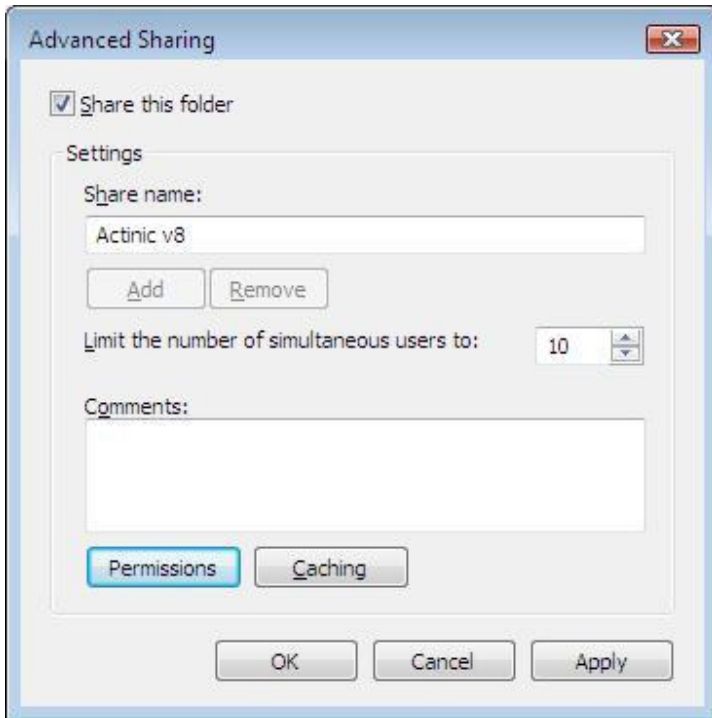 Advanced Sharing
Share this folder
Settings
Share name:
Actinic v8
Add Remove
Limit the number of simultaneous users to: 10
Comments:
Permissions Caching
OK Cancel Apply